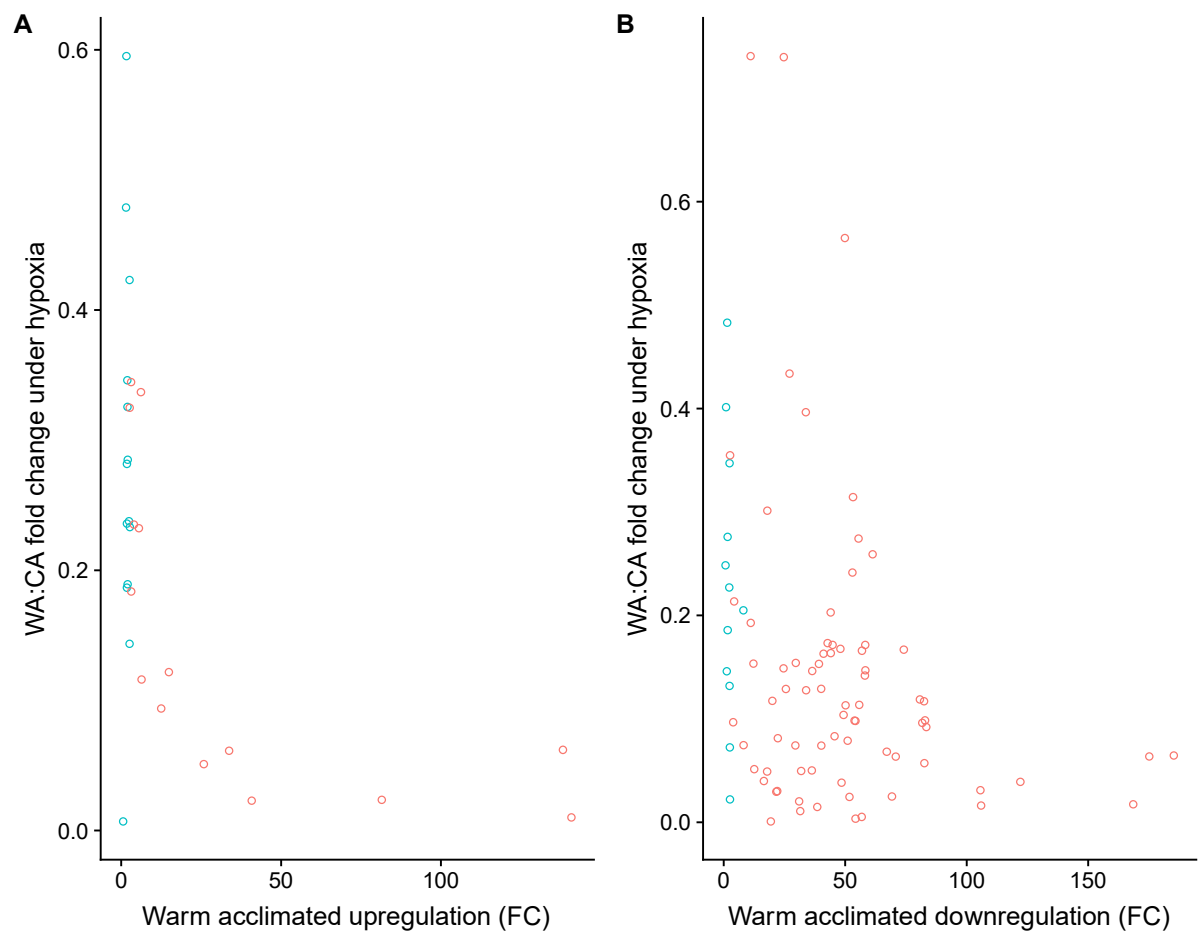 A
WA:CA fold change under hypoxia
0.6
0.4
0.2
0.0
0
50
100
Warm acclimated upregulation (FC)
B
WA:CA fold change under hypoxia
0.6
0.4
0.2
0.0
0
50
100
150
Warm acclimated downregulation (FC)